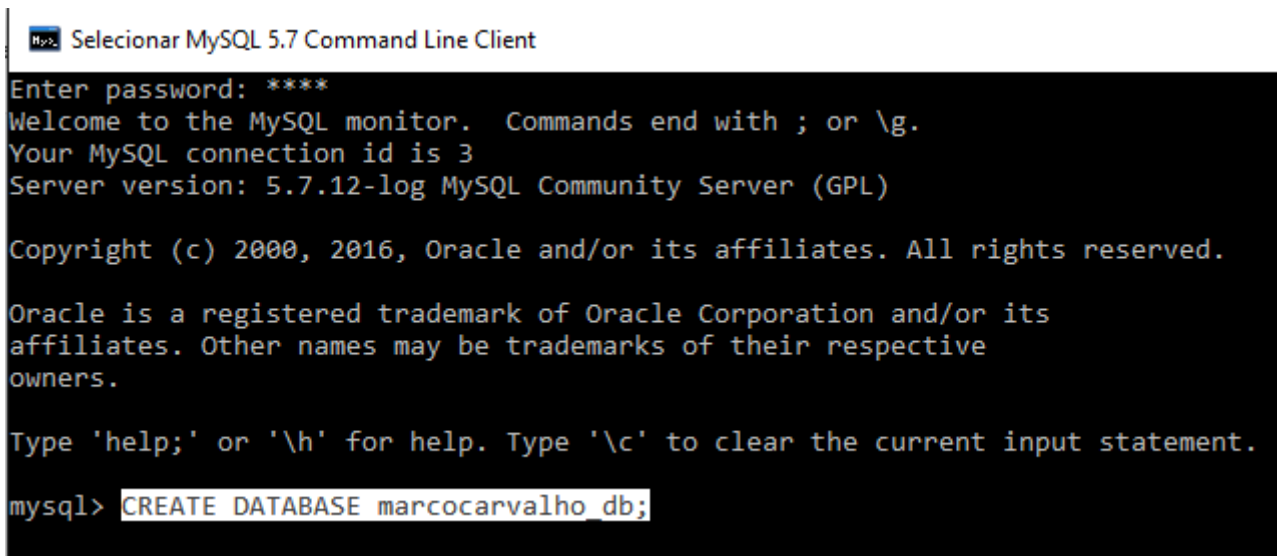 Selecionar MySQL 5.7 Command Line Client
Enter password: ****
Welcome to the MySQL monitor.  Commands end with ; or \g.
Your MySQL connection id is 3
Server version: 5.7.12-log MySQL Community Server (GPL)
Copyright (c) 2000, 2016, Oracle and/or its affiliates. All rights reserved.
Oracle is a registered trademark of Oracle Corporation and/or its
affiliates. Other names may be trademarks of their respective
owners.
Type 'help;' or '\h' for help. Type '\c' to clear the current input statement.
mysql> CREATE DATABASE marcocarvalho_db;